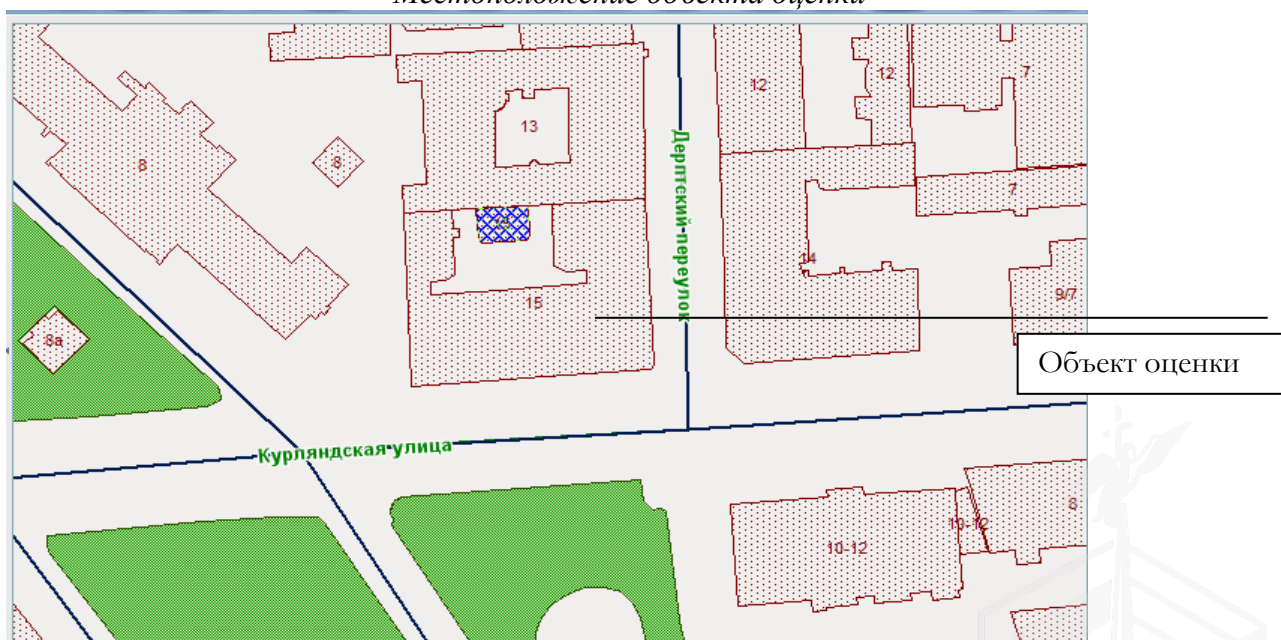 Местоположение объекта оценки
12
12
7
13
8
8
7
14
15
9/7
8а
Дерптский переулок
Объект оценки
Курляндская улица
8
10-12
10-12